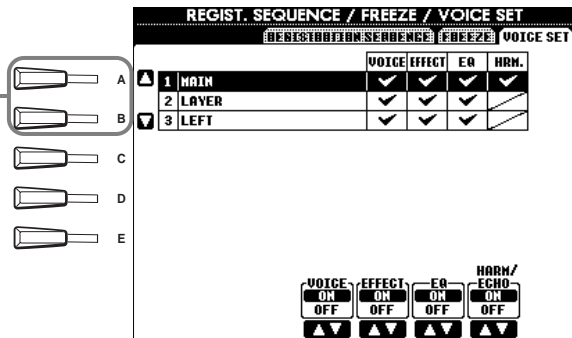 REGIST. SEQUENCE / FREEZE / VOICE SET
REGISTRATION SEQUENCE FREEZE VOICE SET
VOICE EFFECT EQ HRM.
A 1 MAIN
B 2 LAYER
3 LEFT
C
D
E
VOICE EFFECT EQ HARM/ECHO
ON ON ON ON
OFF OFF OFF OFF